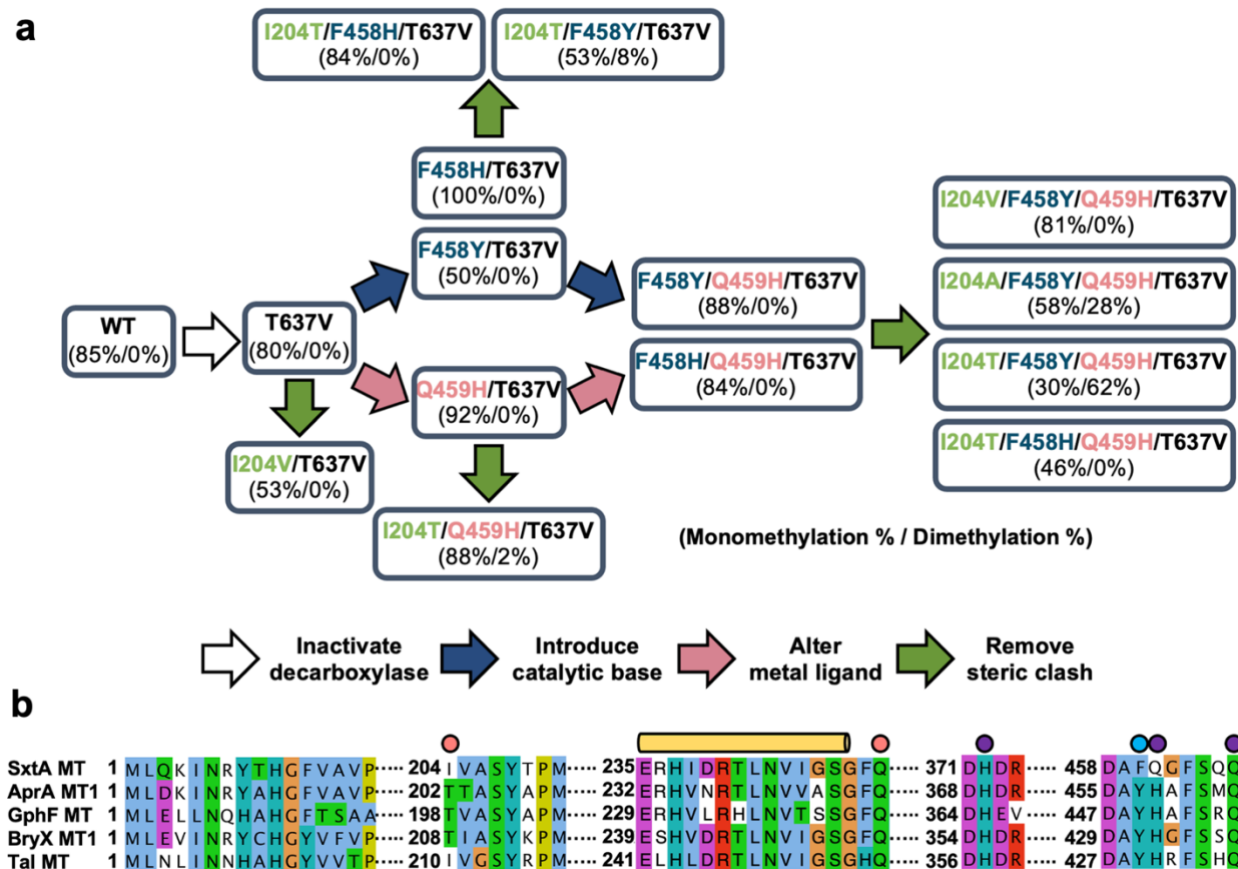 a
I204T/F458H/T637V
(84%/0%)
I204T/F458Y/T637V
(53%/8%)
F458H/T637V
(100%/0%)
F458Y/T637V
(50%/0%)
WT
(85%/0%)
T637V
(80%/0%)
Q459H/T637V
(92%/0%)
I204V/T637V
(53%/0%)
I204T/Q459H/T637V
(88%/2%)
F458Y/Q459H/T637V
(88%/0%)
F458H/Q459H/T637V
(84%/0%)
I204V/F458Y/Q459H/T637V
(81%/0%)
I204A/F458Y/Q459H/T637V
(58%/28%)
I204T/F458Y/Q459H/T637V
(30%/62%)
I204T/F458H/Q459H/T637V
(46%/0%)
(Monomethylation % / Dimethylation %)
Inactivate
decarboxylase
Introduce
catalytic base
Alter
metal ligand
Remove
steric clash
b
SxtA MT 1 MLQKINRYTHGFVAVP 204 IVASYTPM 235 ERHIDRTLNVIGSGFQ 371 DHDR 458 DAFQGFSQQ
AprA MT1 1 MLDKINRYAHGFVAVP 202 TTASYAPM 232 ERHVNRTLNVVASGFQ 368 DHDR 455 DAYHAFSMQ
GphF MT 1 MLELLNQHAHGFTSAA 198 TVASYAPM 229 ERHVLRHLNVTSSGFQ 364 DHEV 447 DAYHAFSRQ
BryX MT1 1 MLEVINRYCHGYVFVP 208 TIASYKPM 239 ESHVDRTLNVIGSGFQ 354 DHDR 429 DAYHGFSSQ
Tal MT 1 MLNLINNHAHGYVVTP 210 IVGSYRPM 241 ELHLDRTLNVIGSGHQ 356 DHDR 427 DAYHRFSHQ